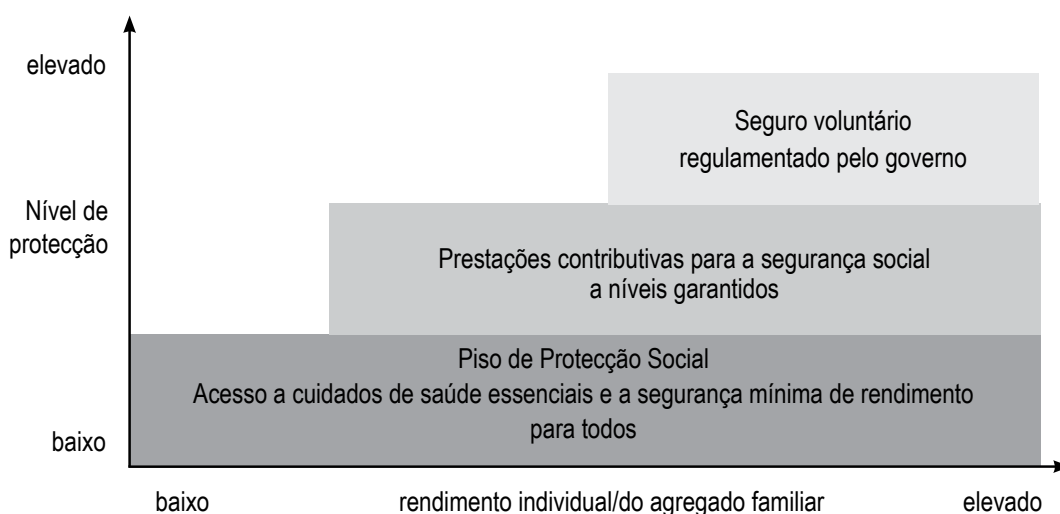 elevado
Seguro voluntário
regulamentado pelo governo
Nível de
protecção
Prestações contributivas para a segurança social
a níveis garantidos
Piso de Protecção Social
Acesso a cuidados de saúde essenciais e a segurança mínima de rendimento
para todos
baixo
baixo
rendimento individual/do agregado familiar
elevado